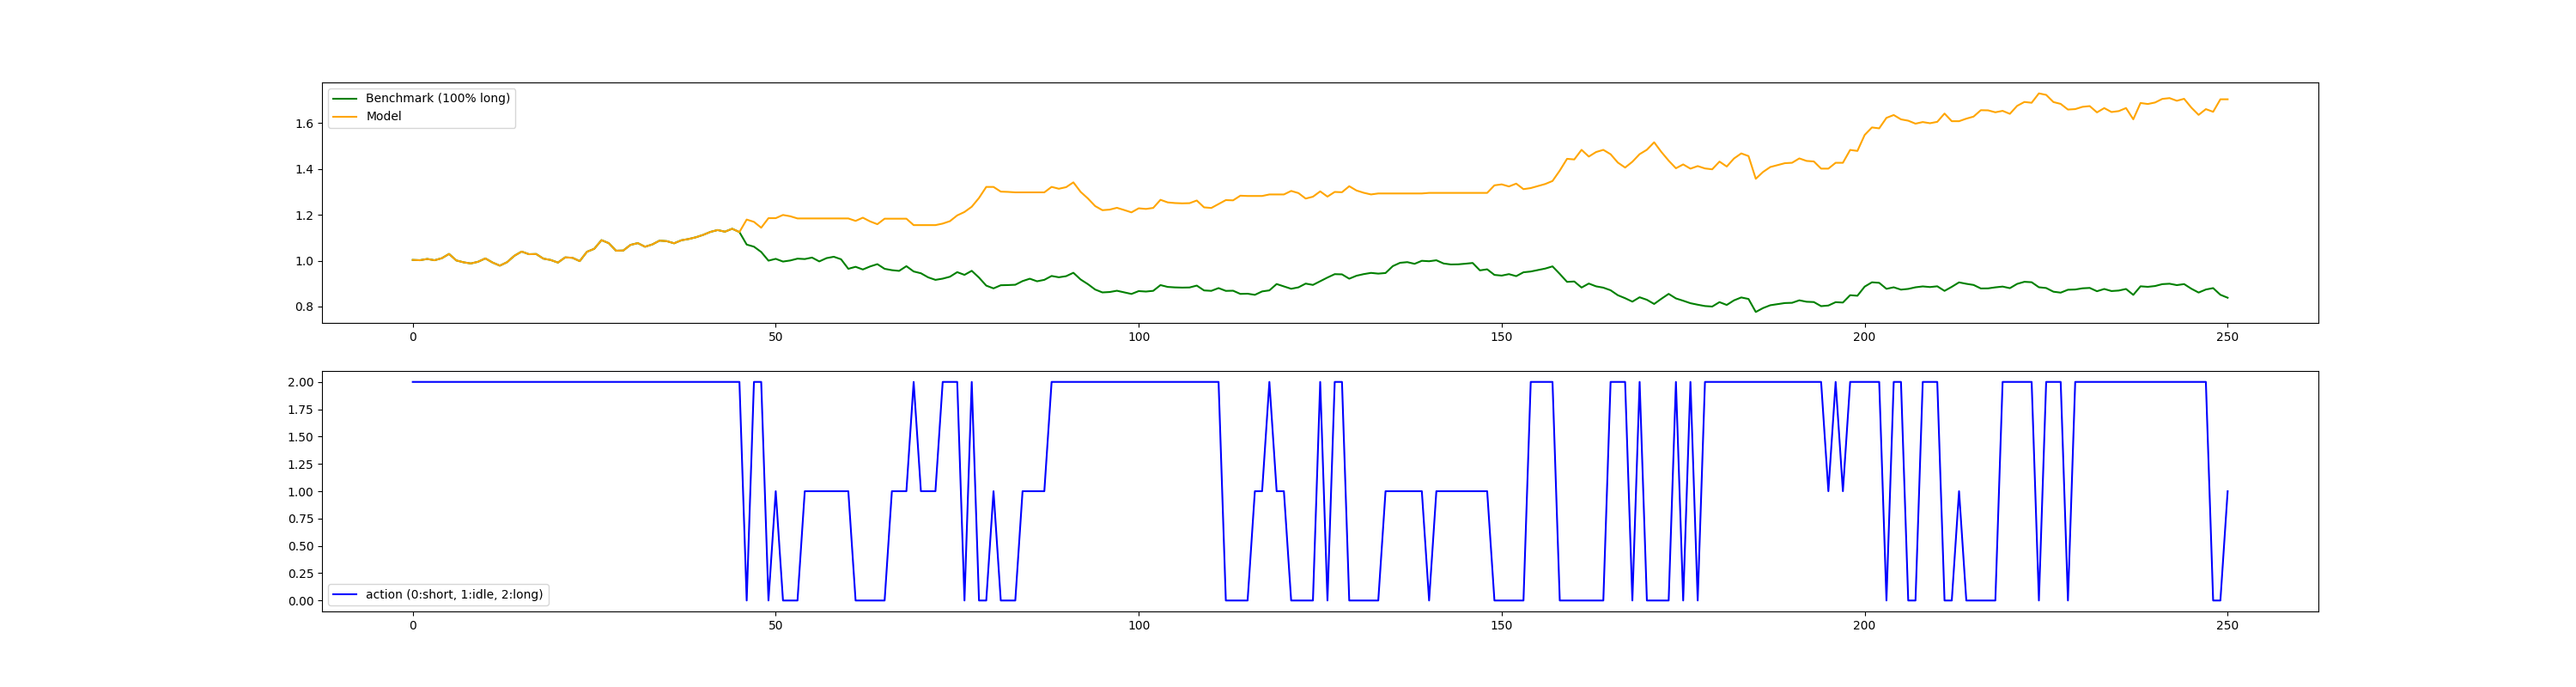 Benchmark (100% long)
Model
1.6
1.4
1.2
1.0
0.8
0 50 100 150 200 250
2.00
1.75
1.50
1.25
1.00
0.75
0.50
0.25
0.00
action (0:short, 1:idle, 2:long)
0 50 100 150 200 250